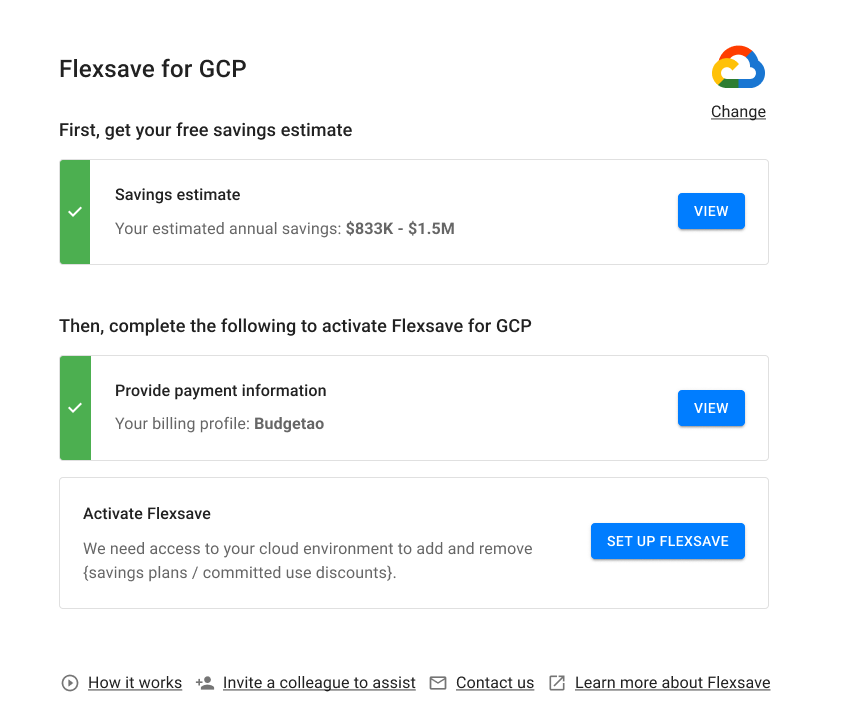 Flexsave for GCP
Change
First, get your free savings estimate
Savings estimate
Your estimated annual savings: $833K - $1.5M
VIEW
Then, complete the following to activate Flexsave for GCP
Provide payment information
Your billing profile: Budgetao
VIEW
Activate Flexsave
We need access to your cloud environment to add and remove
{savings plans / committed use discounts}.
SET UP FLEXSAVE
How it works Invite a colleague to assist Contact us Learn more about Flexsave